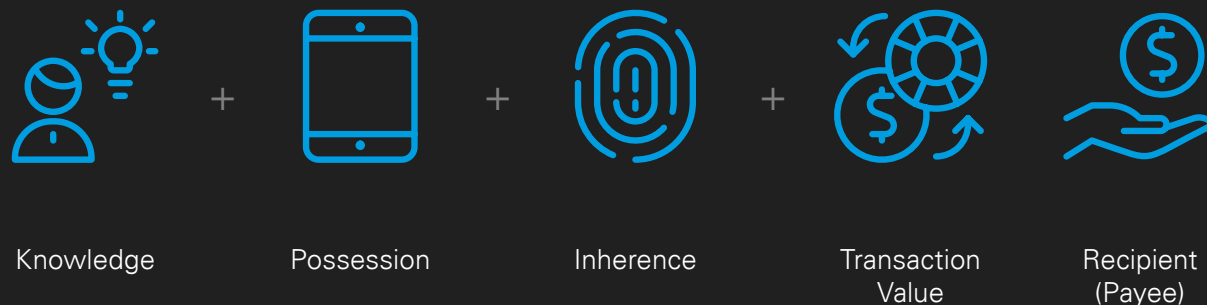 +
+
+
$
$
Knowledge
Possession
Inherence
Transaction
Value
Recipient
(Payee)